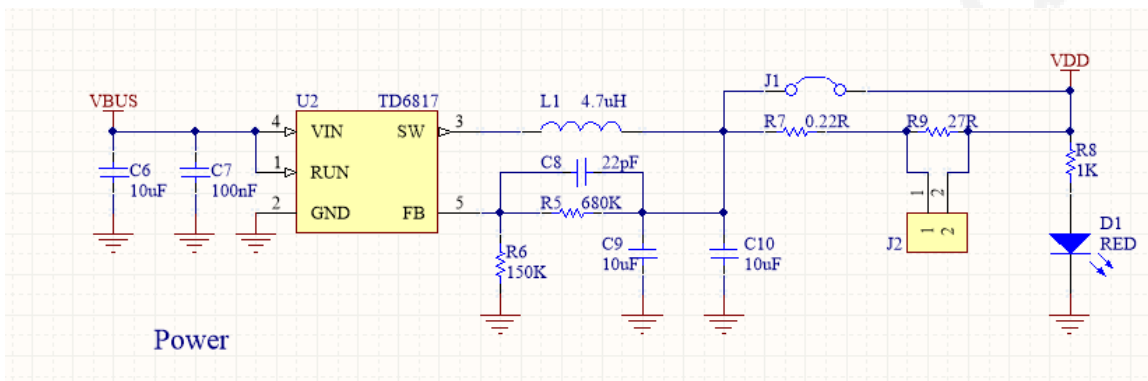 VDD
J1
VBUS
U2 TD6817
L1 4.7uH
4 VIN SW 3
R7 0.22R
R9 27R
C6
10uF
C7
100nF
1 RUN
C8 22pF
R8
1K
2 GND FB 5
R5 680K
1 2
J2 1 2
D1
RED
R6
150K
C9
10uF
C10
10uF
Power